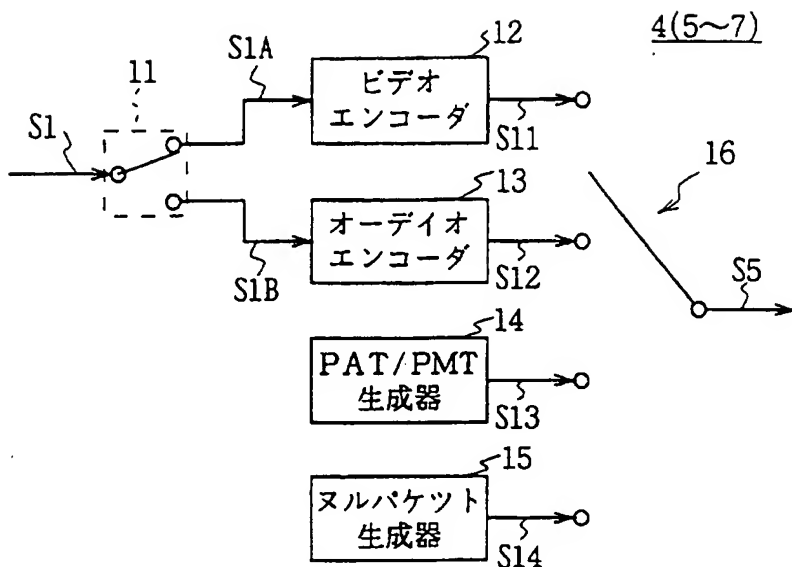 4(5〜7)
12
ビデオ
エンコーダ
S1A
11
S1
S11
16
13
オーデイオ
エンコーダ
S1B
S12
S5
14
PAT/PMT
生成器
S13
15
ヌルパケット
生成器
S14